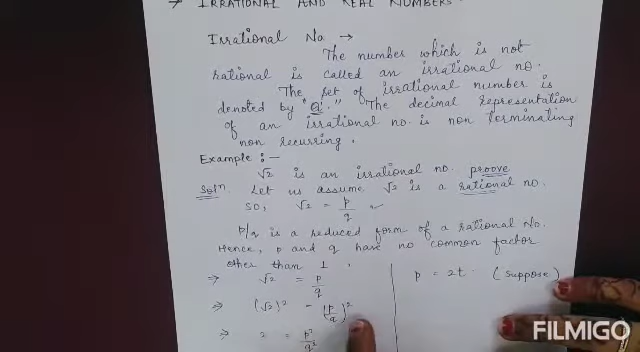 → IRRATIONAL AND REAL NUMBERS
Irrational No →
The number which is not
rational is called an irrational no.
The set of irrational number is
denoted by "Q'." The decimal representation
of an irrational no. is non terminating
non recurring.
Example :-
√2 is an irrational no. proove
Soln. Let us assume √2 is a rational no.
SO, √2 = p/q ✓
p/q is a reduced form of a rational No.
Hence, p and q have no common factor
other than 1.
⇒ √2 = p/q
⇒ (√2)² = (p/q)²
⇒ 2 = p²/q²
p = 2t. (suppose)
FILMIGO